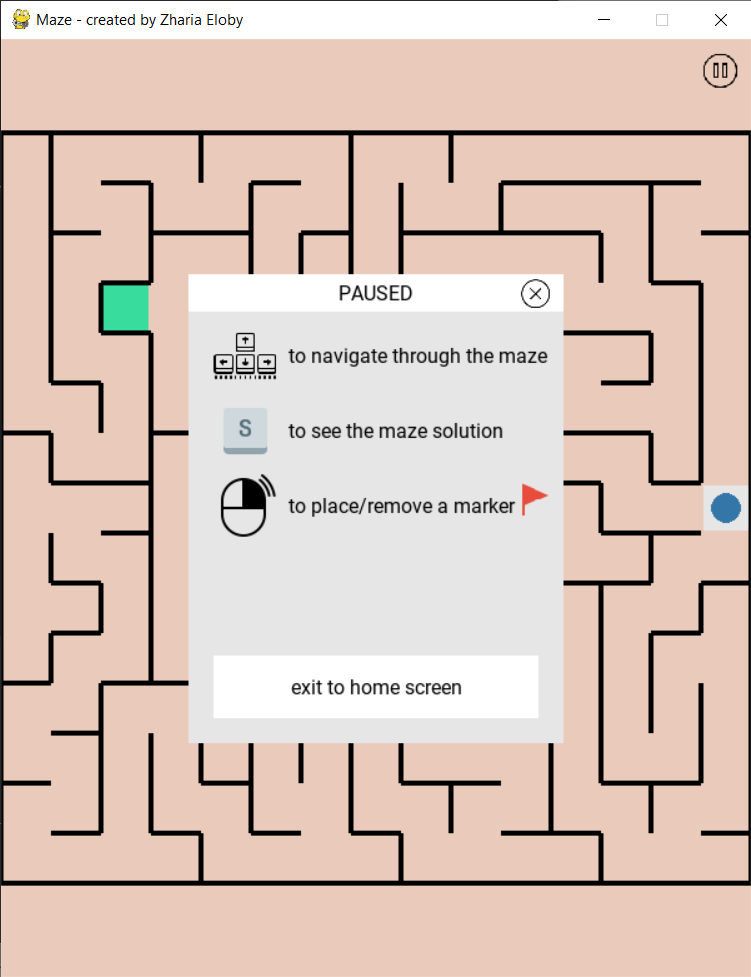 Maze - created by Zharia Eloby
PAUSED
to navigate through the maze
S
to see the maze solution
to place/remove a marker
exit to home screen